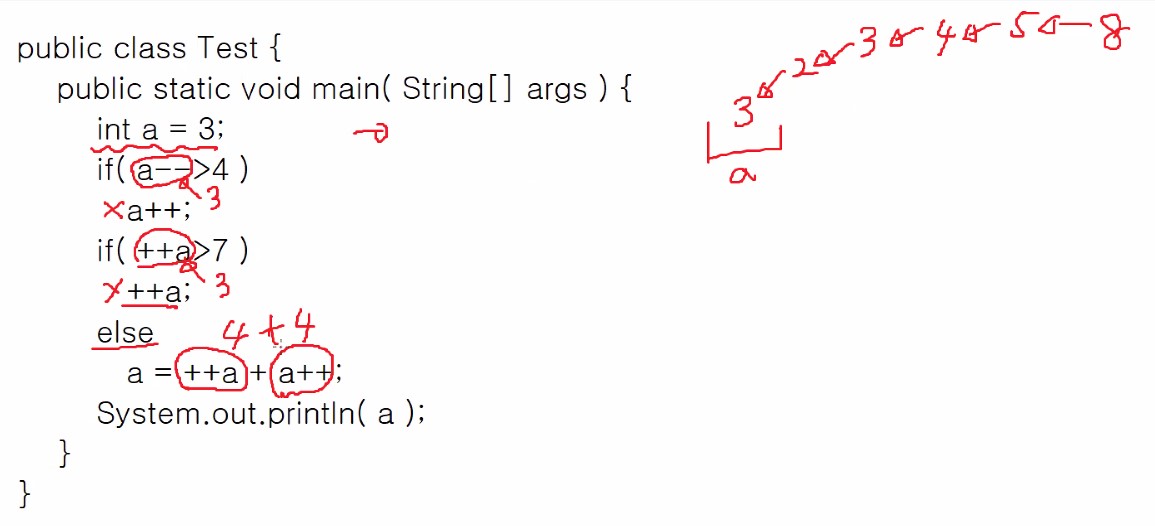 public class Test {
public static void main( String[] args ) {
int a = 3;
if( a-->4 )
3
×a++;
if( ++a>7 )
×++a; 3
else 4 + 4
a = ++a + a++;
System.out.println( a );
}
}
3 2 3 4 5 8
a